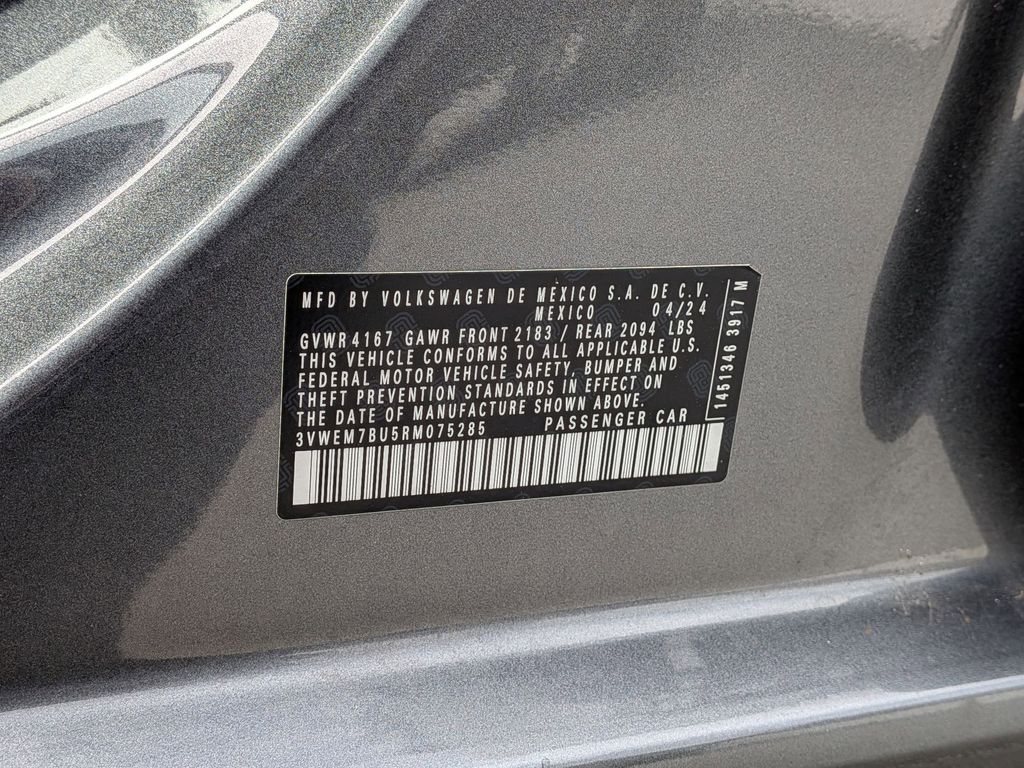 MFD BY VOLKSWAGEN DE MEXICO S.A. DE C.V.
MEXICO 04/24
GVWR 4167 GAWR FRONT 2183 / REAR 2094 LBS
THIS VEHICLE CONFORMS TO ALL APPLICABLE U.S.
FEDERAL MOTOR VEHICLE SAFETY, BUMPER AND
THEFT PREVENTION STANDARDS IN EFFECT ON
THE DATE OF MANUFACTURE SHOWN ABOVE.
3VWEM7BU5RM075285 PASSENGER CAR
1451346 3917 M